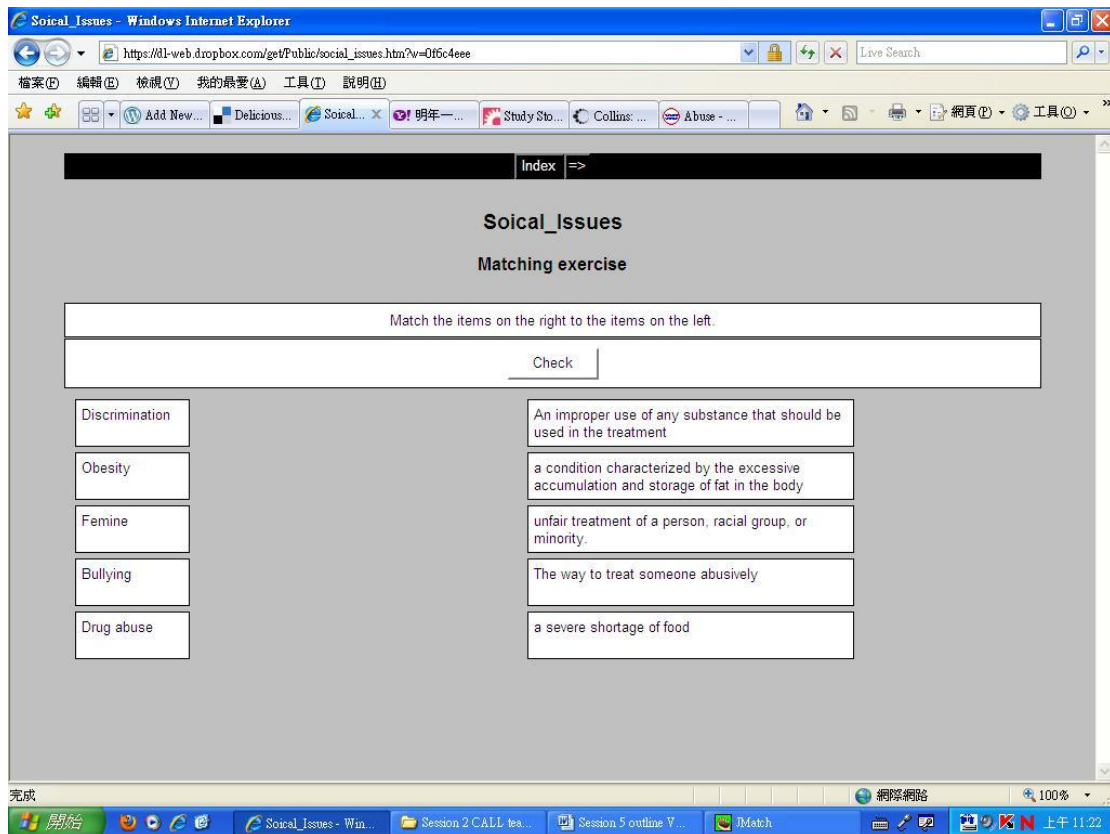 Soical_Issues - Windows Internet Explorer
https://dl-web.dropbox.com/get/Public/social_issues.htm?w=0f6c4eee
Live Search
檔案(F) 編輯(E) 檢視(V) 我的最愛(A) 工具(T) 說明(H)
Add New... Delicious... Soical... 明年一... Study Sto... Collins: ... Abuse - ... 網頁(P) 工具(O)
Index =>
Soical_Issues
Matching exercise
Match the items on the right to the items on the left.
Check
Discrimination
An improper use of any substance that should be
used in the treatment
Obesity
a condition characterized by the excessive
accumulation and storage of fat in the body
Femine
unfair treatment of a person, racial group, or
minority.
Bullying
The way to treat someone abusively
Drug abuse
a severe shortage of food
完成 網際網路 100%
開始 Soical_Issues - Win... Session 2 CALL tea... Session 5 outline V... JMatch 上午 11:22